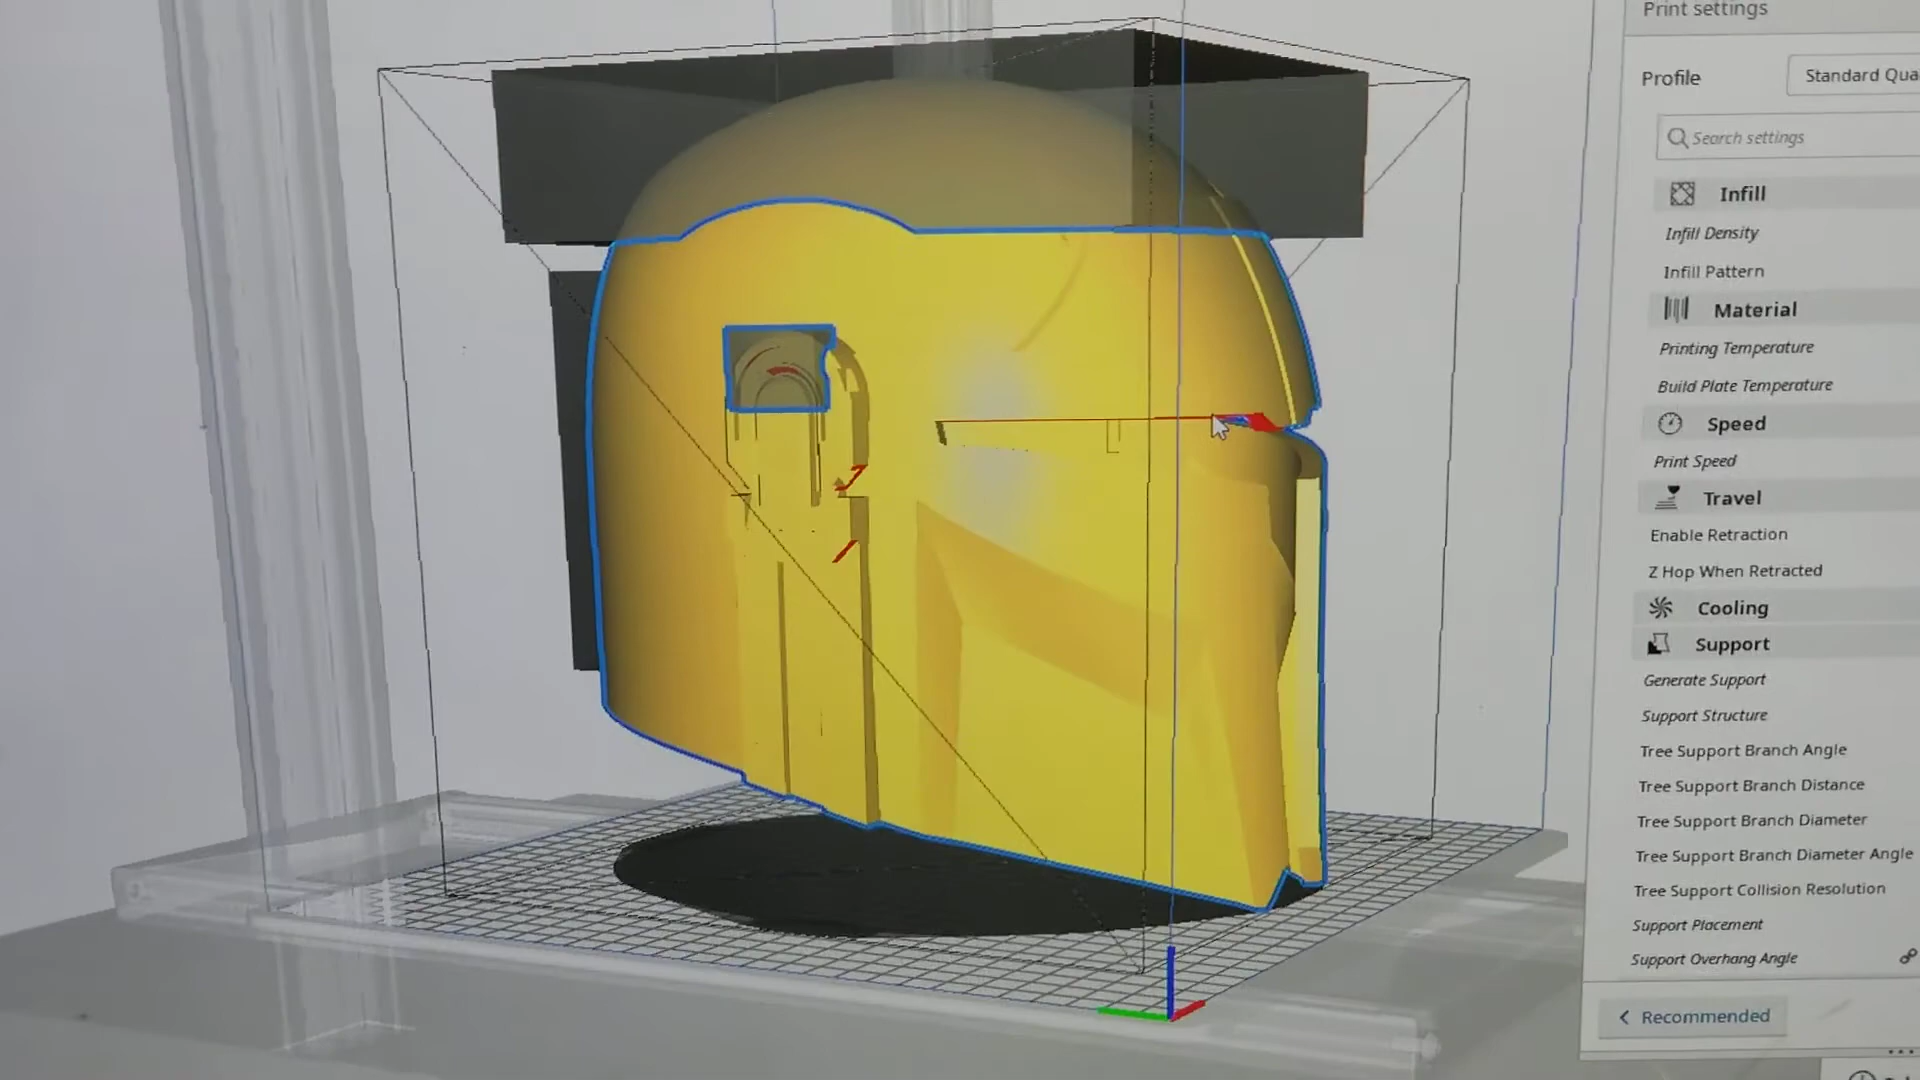 Print settings
Profile
Standard Qua
Search settings
Infill
Infill Density
Infill Pattern
Material
Printing Temperature
Build Plate Temperature
Speed
Print Speed
Travel
Enable Retraction
Z Hop When Retracted
Cooling
Support
Generate Support
Support Structure
Tree Support Branch Angle
Tree Support Branch Distance
Tree Support Branch Diameter
Tree Support Branch Diameter Angle
Tree Support Collision Resolution
Support Placement
Support Overhang Angle
Recommended